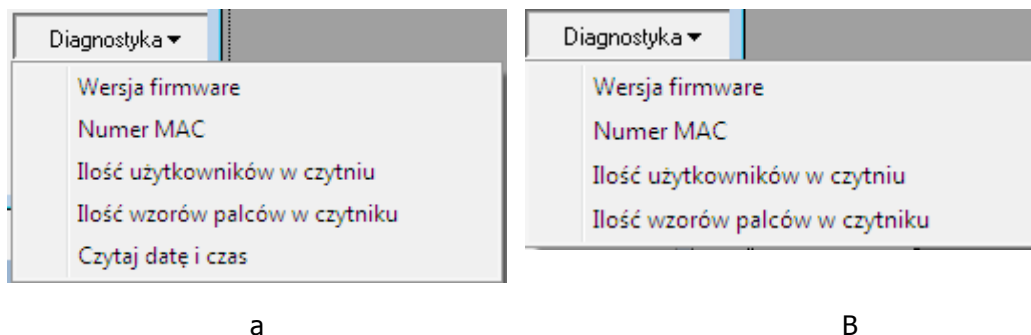 Diagnostyka
Wersja firmware
Numer MAC
Ilość użytkowników w czytniu
Ilość wzorów palców w czytniku
Czytaj datę i czas
a
Diagnostyka
Wersja firmware
Numer MAC
Ilość użytkowników w czytniu
Ilość wzorów palców w czytniku
B